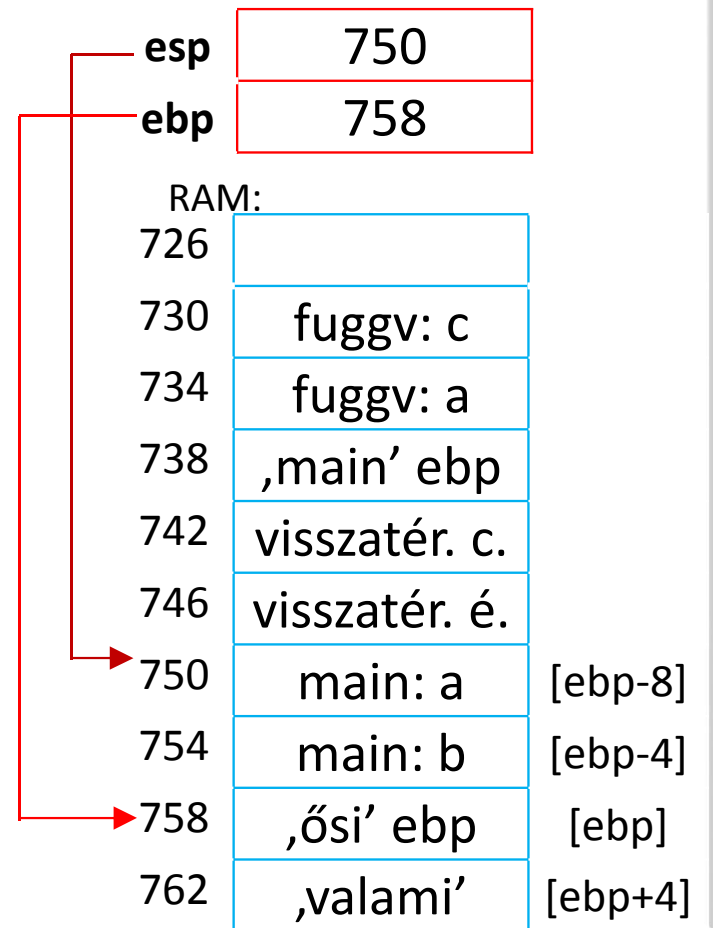 esp 750
ebp 758
RAM:
726
730 fuggv: c
734 fuggv: a
738 ‚main’ ebp
742 visszatér. c.
746 visszatér. é.
750 main: a [ebp-8]
754 main: b [ebp-4]
758 ‚ősi’ ebp [ebp]
762 ‚valami’ [ebp+4]